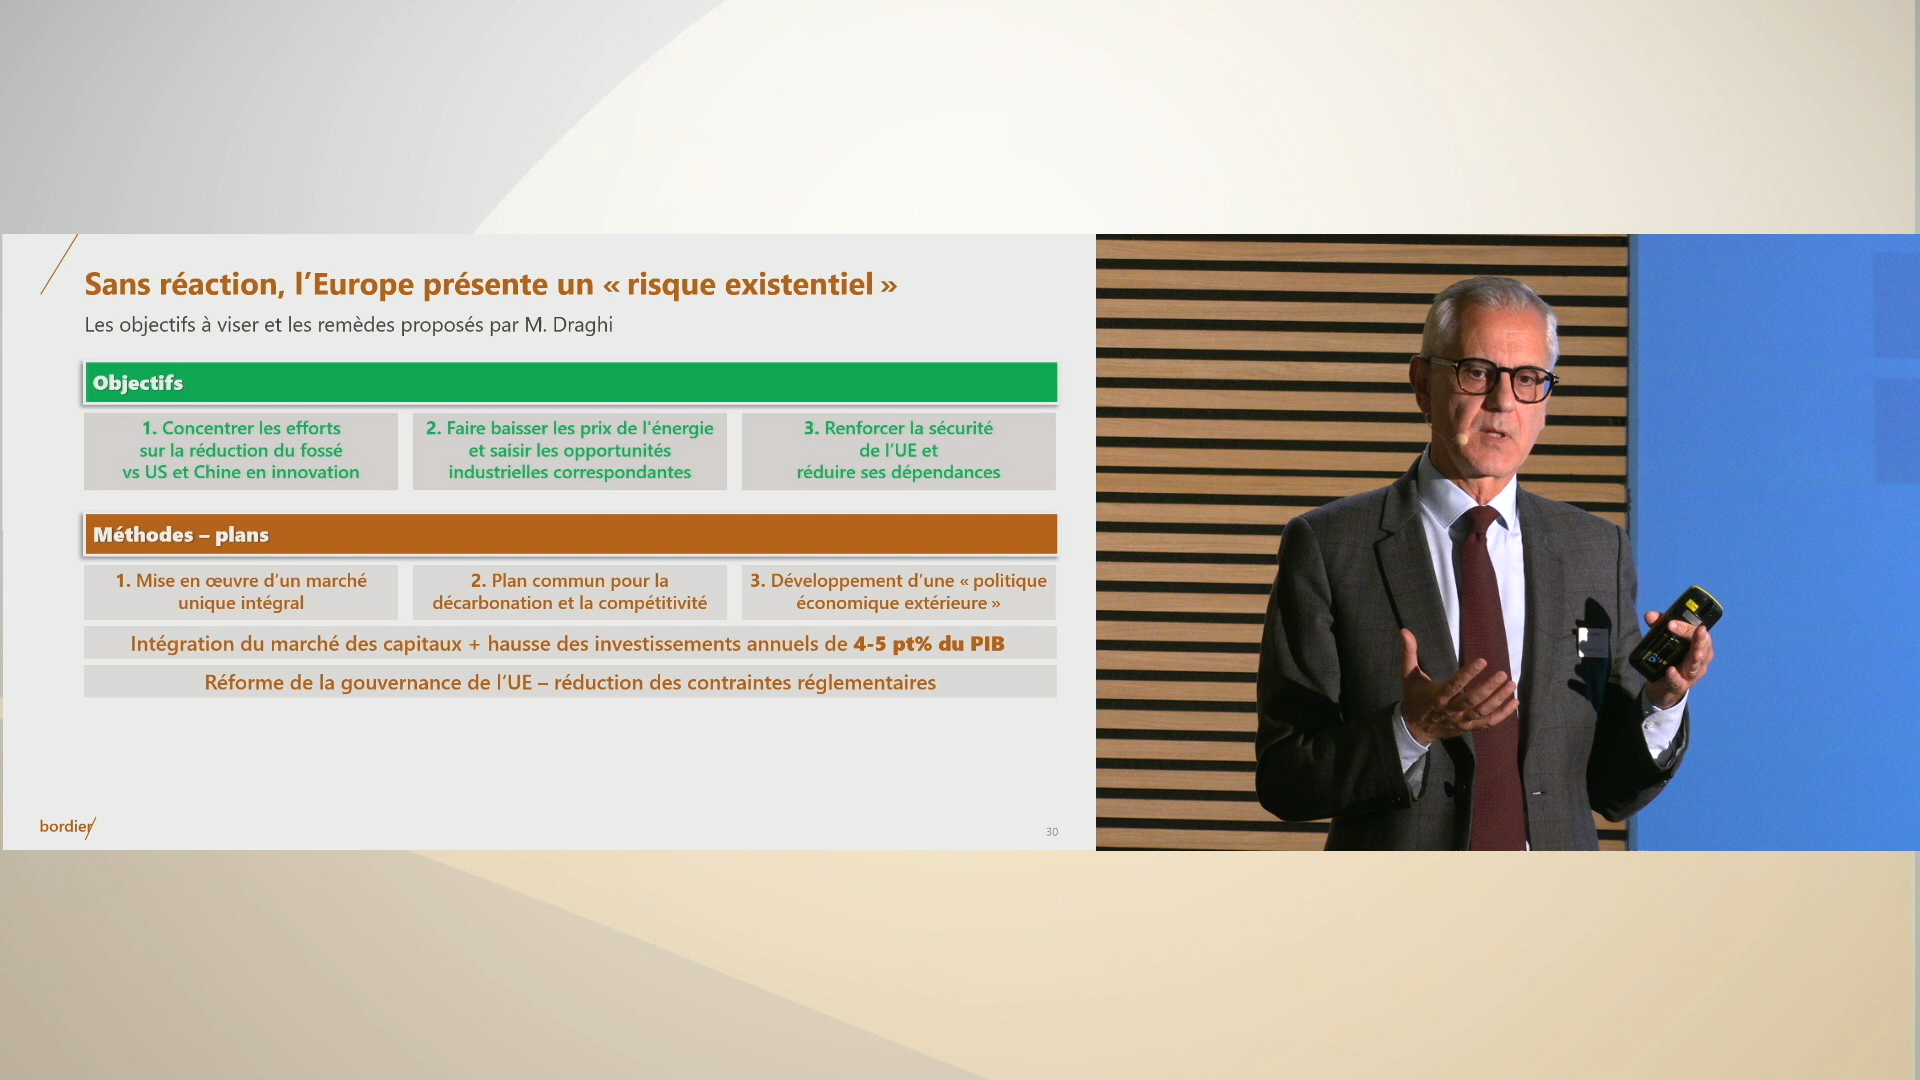 Sans réaction, l’Europe présente un « risque existentiel »
Les objectifs à viser et les remèdes proposés par M. Draghi
Objectifs
1. Concentrer les efforts
sur la réduction du fossé
vs US et Chine en innovation
2. Faire baisser les prix de l'énergie
et saisir les opportunités
industrielles correspondantes
3. Renforcer la sécurité
de l’UE et
réduire ses dépendances
Méthodes – plans
1. Mise en œuvre d’un marché
unique intégral
2. Plan commun pour la
décarbonation et la compétitivité
3. Développement d’une « politique
économique extérieure »
Intégration du marché des capitaux + hausse des investissements annuels de 4-5 pt% du PIB
Réforme de la gouvernance de l’UE – réduction des contraintes réglementaires
bordier
30